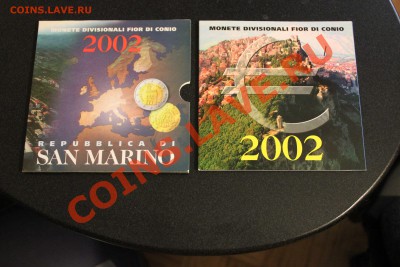 COINS.LAVE.RU
MONETE DIVISIONALI FIOR DI CONIO
2002
REPUBBLICA DI
SAN MARINO
MONETE DIVISIONALI FIOR DI CONIO
€
2002
COINS.LAVE.RU